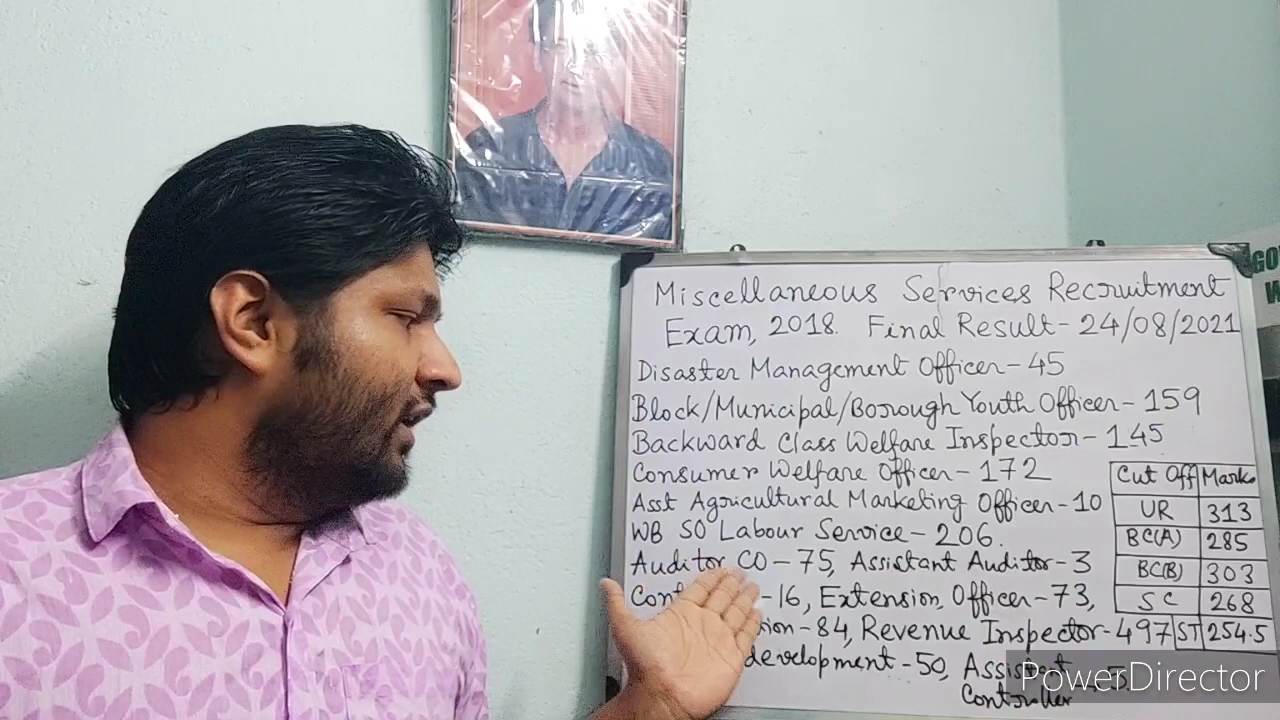 Miscellaneous Services Recruitment
Exam, 2018. Final Result - 24/08/2021
Disaster Management Officer - 45
Block/Municipal/Borough Youth Officer - 159
Backward Class Welfare Inspector - 145
Consumer Welfare Officer - 172
Asst Agricultural Marketing Officer - 10
WB SO Labour Service - 206.
Auditor CO - 75, Assistant Auditor - 3
- 16, Extension Officer - 73,
- 84, Revenue Inspector - 497
development - 50, Assistant
Controller - 5.
Cut Off Marks
UR 313
BC(A) 285
BC(B) 303
SC 268
ST 254.5
GO
W
PowerDirector